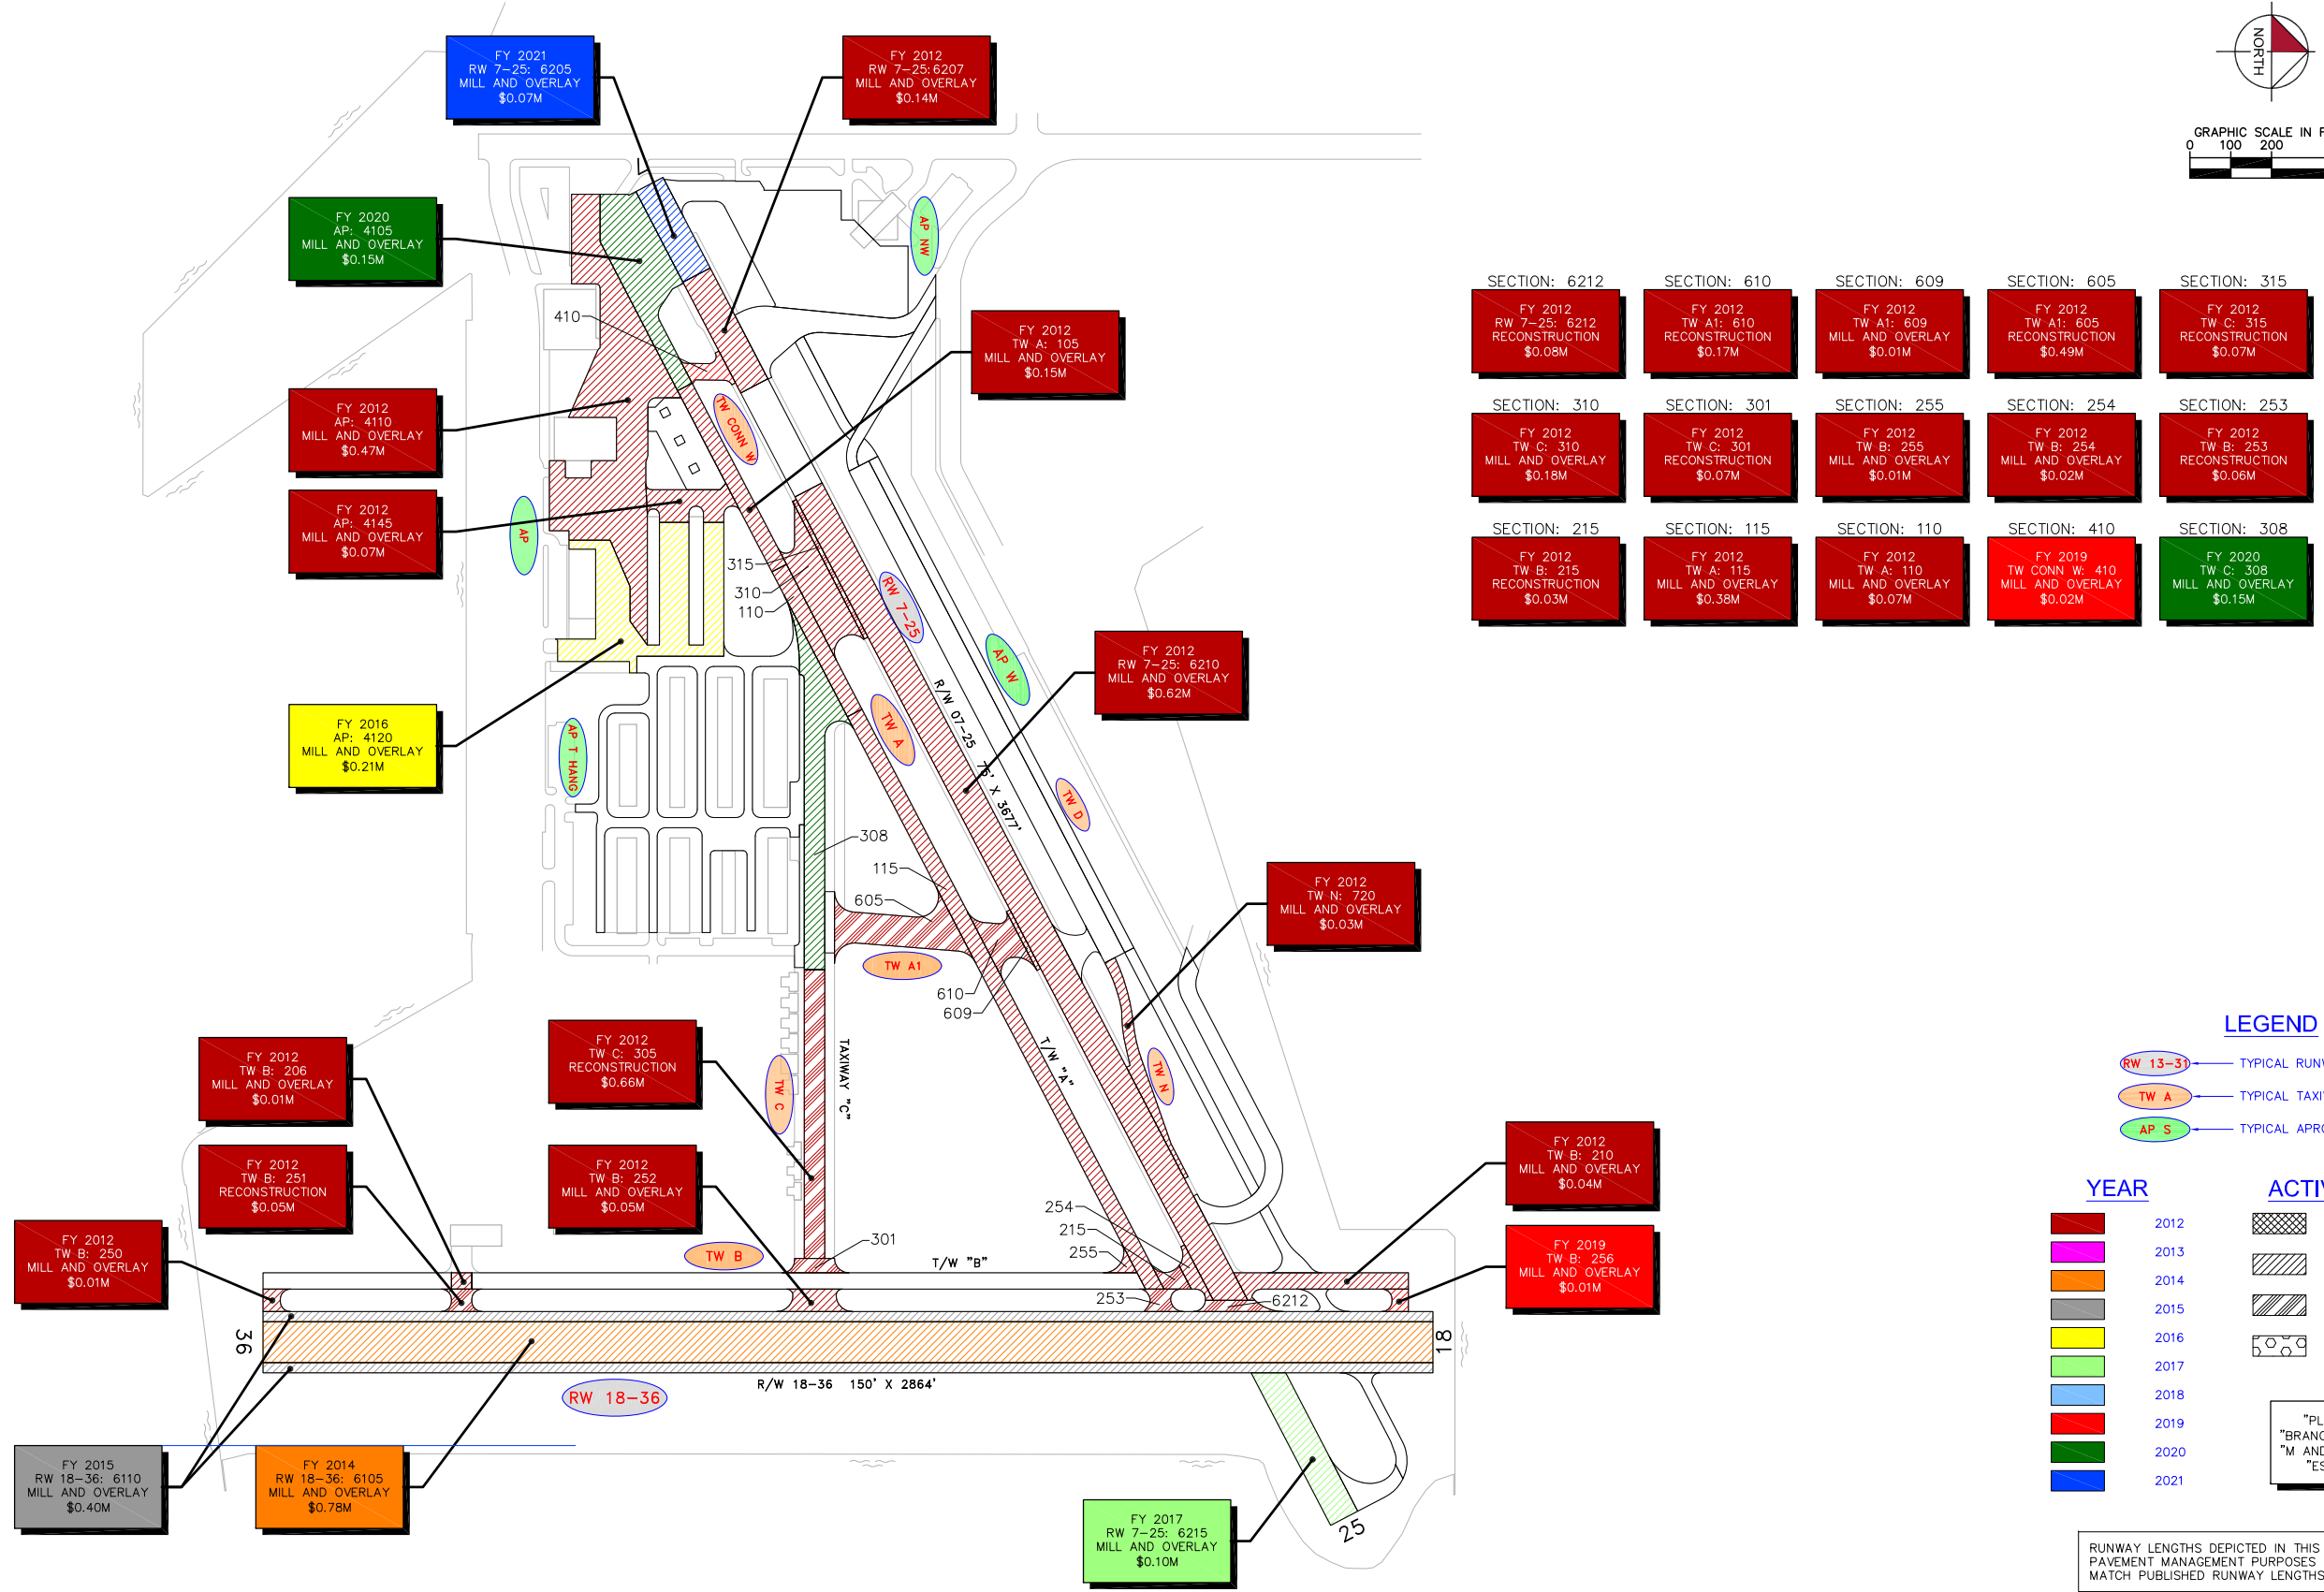 FY 2021
RW 7-25: 6205
MILL AND OVERLAY
$0.07M
FY 2012
RW 7-25:6207
MILL AND OVERLAY
$0.14M
NORTH
GRAPHIC SCALE IN
0 100 200
FY 2020
AP: 4105
MILL AND OVERLAY
$0.15M
7
AP NW
410
FY 2012
TW A: 105
MILL AND OVERLAY
$0.15M
SECTION: 6212
FY 2012
RW 7-25: 6212
RECONSTRUCTION
$0.08M
SECTION: 610
FY 2012
TW A1: 610
RECONSTRUCTION
$0.17M
SECTION: 609
FY 2012
TW A1: 609
MILL AND OVERLAY
$0.01M
SECTION: 605
FY 2012
TW A1: 605
RECONSTRUCTION
$0.49M
SECTION: 315
FY 2012
TW C: 315
RECONSTRUCTION
$0.07M
SECTION: 310
FY 2012
TW C: 310
MILL AND OVERLAY
$0.18M
SECTION: 301
FY 2012
TW C: 301
RECONSTRUCTION
$0.07M
SECTION: 255
FY 2012
TW B: 255
MILL AND OVERLAY
$0.01M
SECTION: 254
FY 2012
TW B: 254
MILL AND OVERLAY
$0.02M
SECTION: 253
FY 2012
TW B: 253
RECONSTRUCTION
$0.06M
SECTION: 215
FY 2012
TW B: 215
RECONSTRUCTION
$0.03M
SECTION: 115
FY 2012
TW A: 115
MILL AND OVERLAY
$0.38M
SECTION: 110
FY 2012
TW A: 110
MILL AND OVERLAY
$0.07M
SECTION: 410
FY 2019
TW CONN W: 410
MILL AND OVERLAY
$0.02M
SECTION: 308
FY 2020
TW C: 308
MILL AND OVERLAY
$0.15M
FY 2012
AP: 4110
MILL AND OVERLAY
$0.47M
TW CONN W
FY 2012
AP: 4145
MILL AND OVERLAY
$0.07M
AP
315
310
110
RW 7-25
AP W
FY 2012
RW 7-25: 6210
MILL AND OVERLAY
$0.62M
R/W 07-25 75' X 3677'
FY 2016
AP: 4120
MILL AND OVERLAY
$0.21M
AP T HANG
TW A
TW D
308
115
605
FY 2012
TW N: 720
MILL AND OVERLAY
$0.03M
TW A1
610
609
FY 2012
TW C: 305
RECONSTRUCTION
$0.66M
TW C
TAXIWAY "C"
T/W "A"
TW N
FY 2012
TW B: 206
MILL AND OVERLAY
$0.01M
FY 2012
TW B: 251
RECONSTRUCTION
$0.05M
FY 2012
TW B: 252
MILL AND OVERLAY
$0.05M
FY 2012
TW B: 210
MILL AND OVERLAY
$0.04M
FY 2012
TW B: 250
MILL AND OVERLAY
$0.01M
TW B
301
T/W "B"
254
215
255
FY 2019
TW B: 256
MILL AND OVERLAY
$0.01M
253
6212
36
18
RW 18-36
R/W 18-36 150' X 2864'
FY 2015
RW 18-36: 6110
MILL AND OVERLAY
$0.40M
FY 2014
RW 18-36: 6105
MILL AND OVERLAY
$0.78M
FY 2017
RW 7-25: 6215
MILL AND OVERLAY
$0.10M
25
LEGEND
RW 13-31 TYPICAL
TW A TYPICAL
AP S TYPICAL
YEAR
2012
2013
2014
2015
2016
2017
2018
2019
2020
2021
RUNWAY LENGTHS DEPICTED IN THIS
PAVEMENT MANAGEMENT PURPOSES
MATCH PUBLISHED RUNWAY LENGTHS